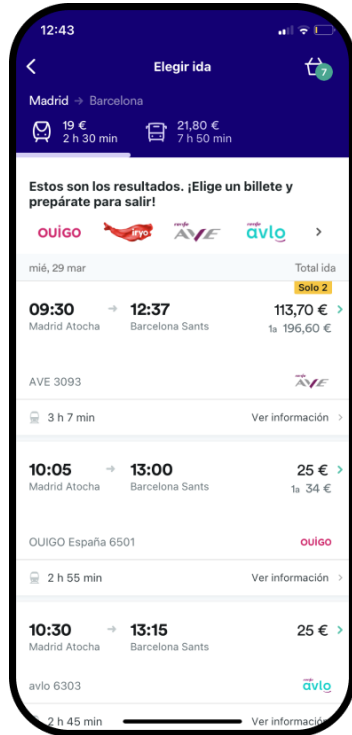 12:43
Elegir ida
7
Madrid → Barcelona
19 €
2 h 30 min
21,80 €
7 h 50 min
Estos son los resultados. ¡Elige un billete y
prepárate para salir!
OUIGO iryo renfe AVE renfe avlo >
mié, 29 mar Total ida
Solo 2
09:30 → 12:37 113,70 € >
Madrid Atocha Barcelona Sants 1a 196,60 €
AVE 3093 renfe AVE
3 h 7 min Ver información >
10:05 → 13:00 25 € >
Madrid Atocha Barcelona Sants 1a 34 €
OUIGO España 6501 OUIGO
2 h 55 min Ver información >
10:30 → 13:15 25 € >
Madrid Atocha Barcelona Sants
avlo 6303 renfe avlo
2 h 45 min Ver información